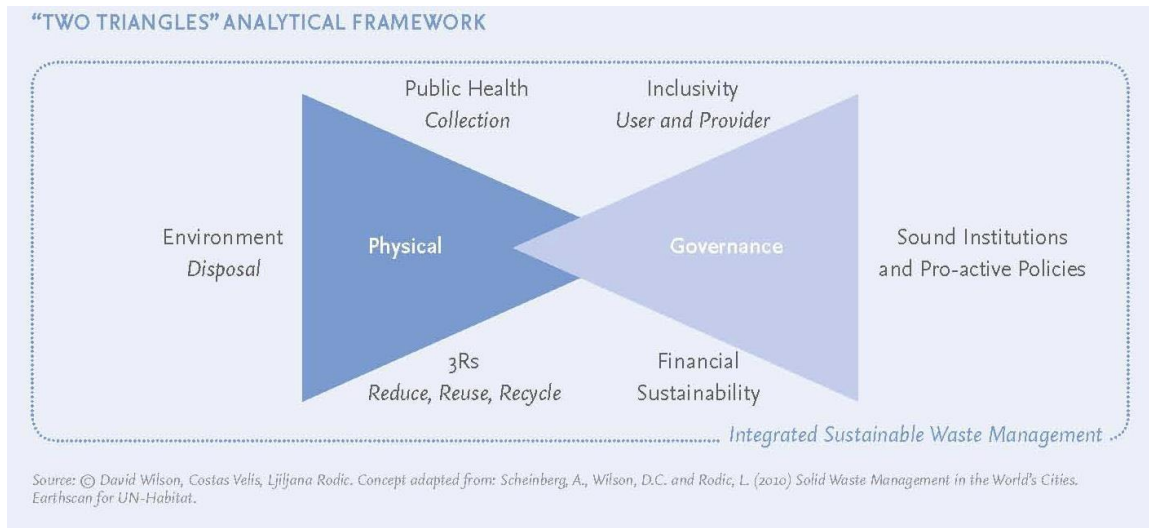 “TWO TRIANGLES” ANALYTICAL FRAMEWORK
Public Health
Collection
Inclusivity
User and Provider
Environment
Disposal
Physical
Governance
Sound Institutions
and Pro-active Policies
3Rs
Reduce, Reuse, Recycle
Financial
Sustainability
Integrated Sustainable Waste Management
Source: © David Wilson, Costas Velis, Ljiljana Rodic. Concept adapted from: Scheinberg, A., Wilson, D.C. and Rodic, L. (2010) Solid Waste Management in the World’s Cities.
Earthscan for UN-Habitat.